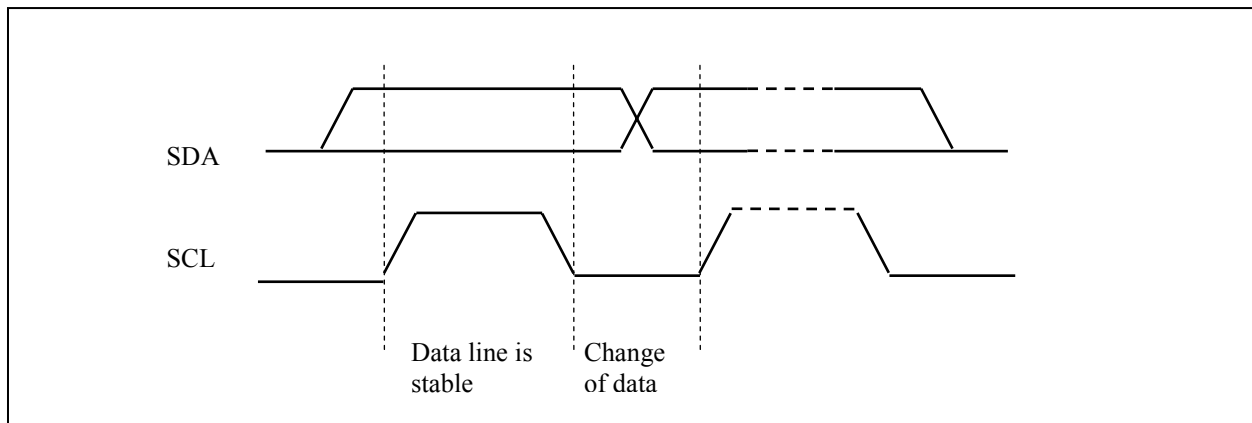 SDA
SCL
Data line is
stable
Change
of data